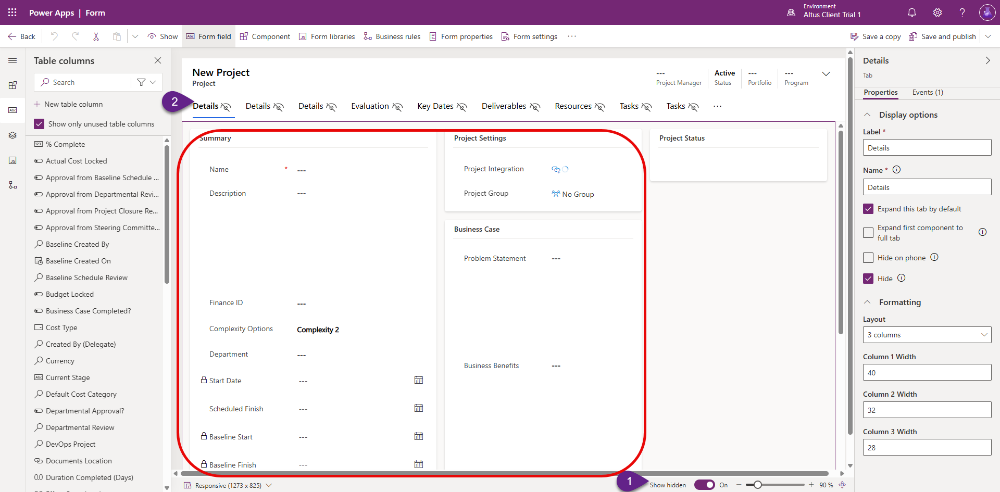 Power Apps | Form
Environment
Altus Client Trial 1
Back
Show
Form field
Component
Form libraries
Business rules
Form properties
Form settings
Save a copy
Save and publish
Table columns
Search
New table column
Show only unused table columns
% Complete
Actual Cost Locked
Approval from Baseline Schedule ...
Approval from Departmental Revi...
Approval from Project Closure Re...
Approval from Steering Committe...
Baseline Created By
Baseline Created On
Baseline Schedule Review
Budget Locked
Business Case Completed?
Cost Type
Created By (Delegate)
Currency
Current Stage
Default Cost Category
Departmental Approval?
Departmental Review
DevOps Project
Documents Location
Duration Completed (Days)
New Project
Project
---
Project Manager
Active
Status
---
Portfolio
---
Program
2
Details
Details
Details
Evaluation
Key Dates
Deliverables
Resources
Tasks
Tasks
Summary
Name * ---
Description ---
Finance ID ---
Complexity Options Complexity 2
Department ---
Start Date ---
Scheduled Finish ---
Baseline Start ---
Baseline Finish ---
Project Settings
Project Integration
Project Group No Group
Business Case
Problem Statement ---
Business Benefits ---
Project Status
Responsive (1273 x 825)
1
Show hidden On
90 %
Details
Tab
Properties Events (1)
Display options
Label *
Details
Name *
Details
Expand this tab by default
Expand first component to
full tab
Hide on phone
Hide
Formatting
Layout
3 columns
Column 1 Width
40
Column 2 Width
32
Column 3 Width
28